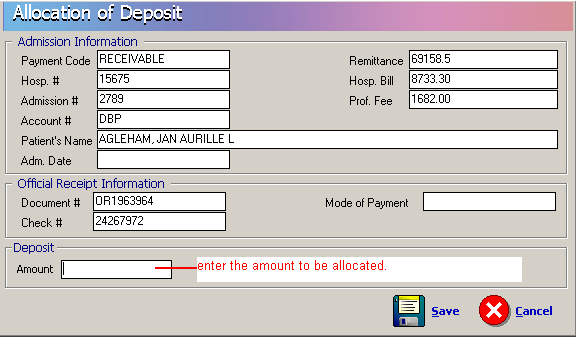 Allocation of Deposit
Admission Information
Payment Code RECEIVABLE Remittance 69158.5
Hosp. # 15675 Hosp. Bill 8733.30
Admission # 2789 Prof. Fee 1682.00
Account # DBP
Patient's Name AGLEHAM, JAN AURILLE L
Adm. Date
Official Receipt Information
Document # OR1963964 Mode of Payment
Check # 24267972
Deposit
Amount enter the amount to be allocated.
Save Cancel